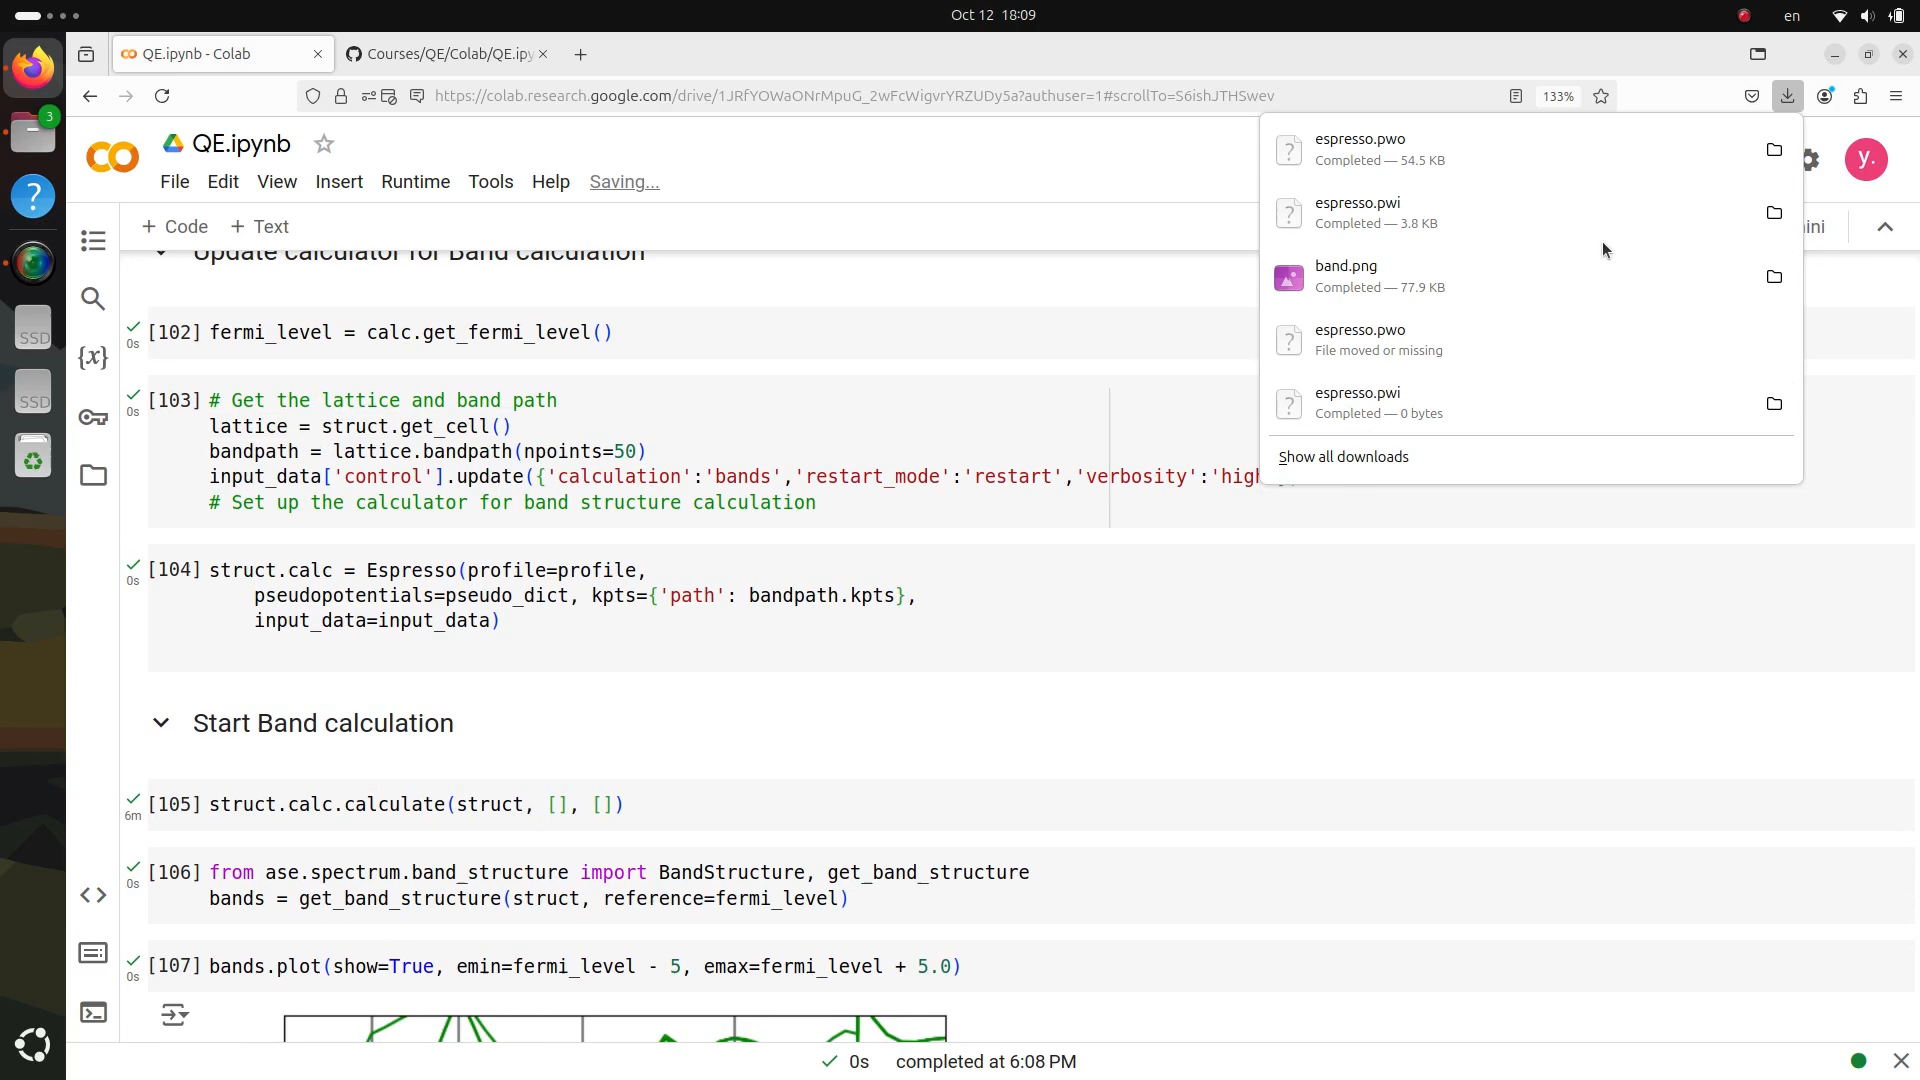 Oct 12 18:09
en
QE.ipynb - Colab
Courses/QE/Colab/QE.ipy
3
https://colab.research.google.com/drive/1JRfYOWaONrMpuG_2wFcWigvrYRZUDy5a?authuser=1#scrollTo=S6ishJTHSwev
133%
QE.ipynb
File Edit View Insert Runtime Tools Help Saving...
y.
+ Code + Text
ini
espresso.pwo
Completed — 54.5 KB
espresso.pwi
Completed — 3.8 KB
band.png
Completed — 77.9 KB
espresso.pwo
File moved or missing
espresso.pwi
Completed — 0 bytes
Show all downloads
Update calculator for Band calculation
[102] fermi_level = calc.get_fermi_level()
0s
[103] # Get the lattice and band path
0s
lattice = struct.get_cell()
bandpath = lattice.bandpath(npoints=50)
input_data['control'].update({'calculation':'bands','restart_mode':'restart','verbosity':'hig
# Set up the calculator for band structure calculation
[104] struct.calc = Espresso(profile=profile,
0s
pseudopotentials=pseudo_dict, kpts={'path': bandpath.kpts},
input_data=input_data)
Start Band calculation
[105] struct.calc.calculate(struct, [], [])
6m
[106] from ase.spectrum.band_structure import BandStructure, get_band_structure
0s
bands = get_band_structure(struct, reference=fermi_level)
[107] bands.plot(show=True, emin=fermi_level - 5, emax=fermi_level + 5.0)
0s
0s completed at 6:08 PM
SSD
SSD